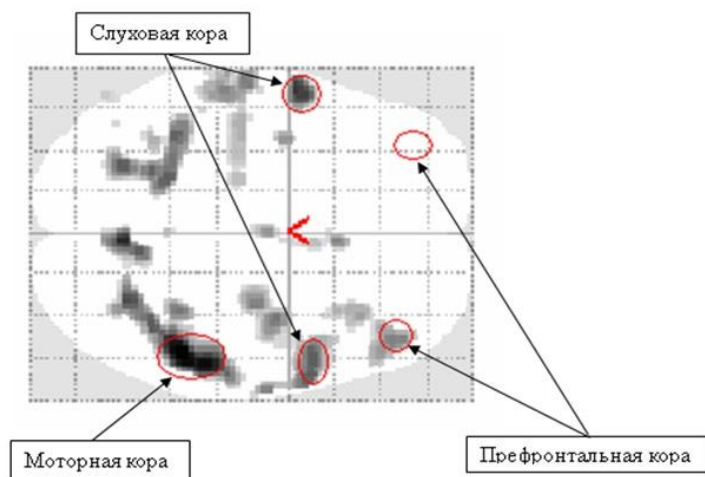 Слуховая кора
Моторная кора
Префронтальная кора